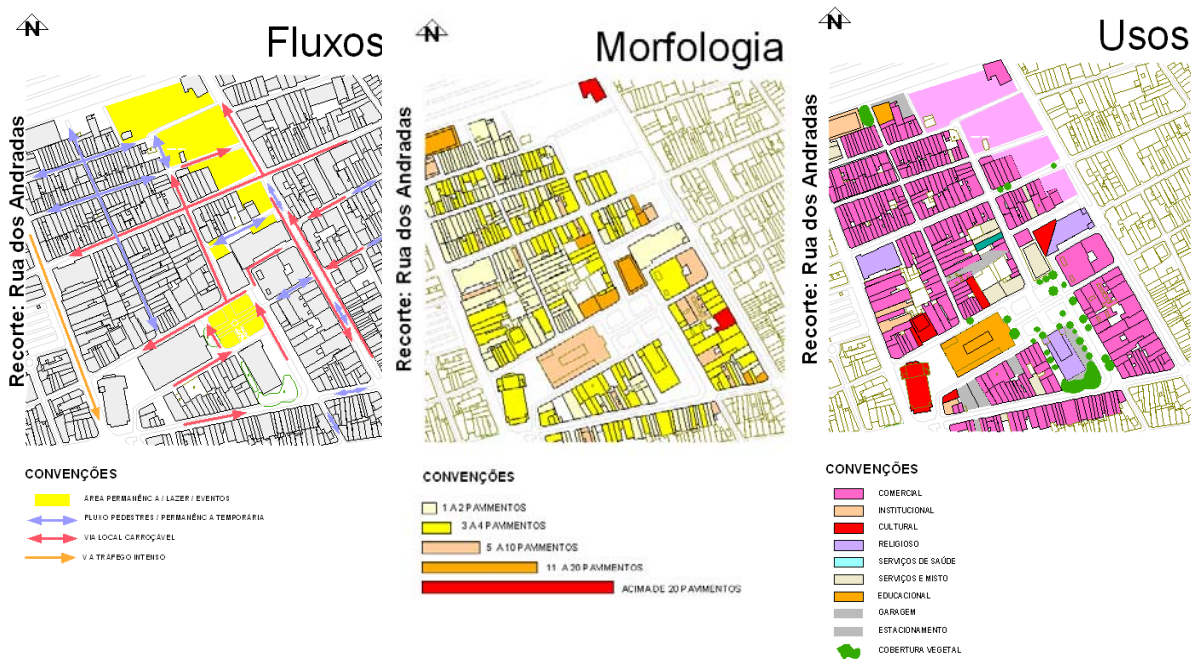 N
Fluxos
Recorte: Rua dos Andradas
CONVENÇÕES
ÁREA PERMANÊNCIA / LAZER / EVENTOS
FLUXO PEDESTRES / PERMANÊNCIA TEMPORÁRIA
VIA LOCAL CARROÇÁVEL
VIA TRÁFEGO INTENSO
N
Morfologia
Recorte: Rua dos Andradas
CONVENÇÕES
1 A 2 PAVIMENTOS
3 A 4 PAVIMENTOS
5 A 10 PAVIMENTOS
11 A 20 PAVIMENTOS
ACIMA DE 20 PAVIMENTOS
N
Usos
Recorte: Rua dos Andradas
CONVENÇÕES
COMERCIAL
INSTITUCIONAL
CULTURAL
RELIGIOSO
SERVIÇOS DE SAÚDE
SERVIÇOS E MISTO
EDUCACIONAL
GARAGEM
ESTACIONAMENTO
COBERTURA VEGETAL